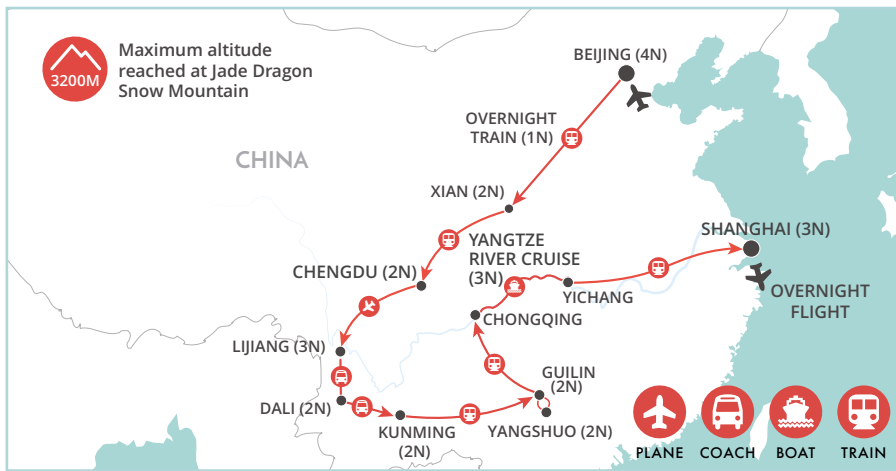 3200M
Maximum altitude
reached at Jade Dragon
Snow Mountain
BEIJING (4N)
OVERNIGHT
TRAIN (1N)
CHINA
XIAN (2N)
SHANGHAI (3N)
YANGTZE
RIVER CRUISE
(3N)
CHENGDU (2N)
YICHANG
OVERNIGHT
FLIGHT
CHONGQING
LIJIANG (3N)
GUILIN
(2N)
DALI (2N)
KUNMING
(2N)
YANGSHUO (2N)
PLANE
COACH
BOAT
TRAIN